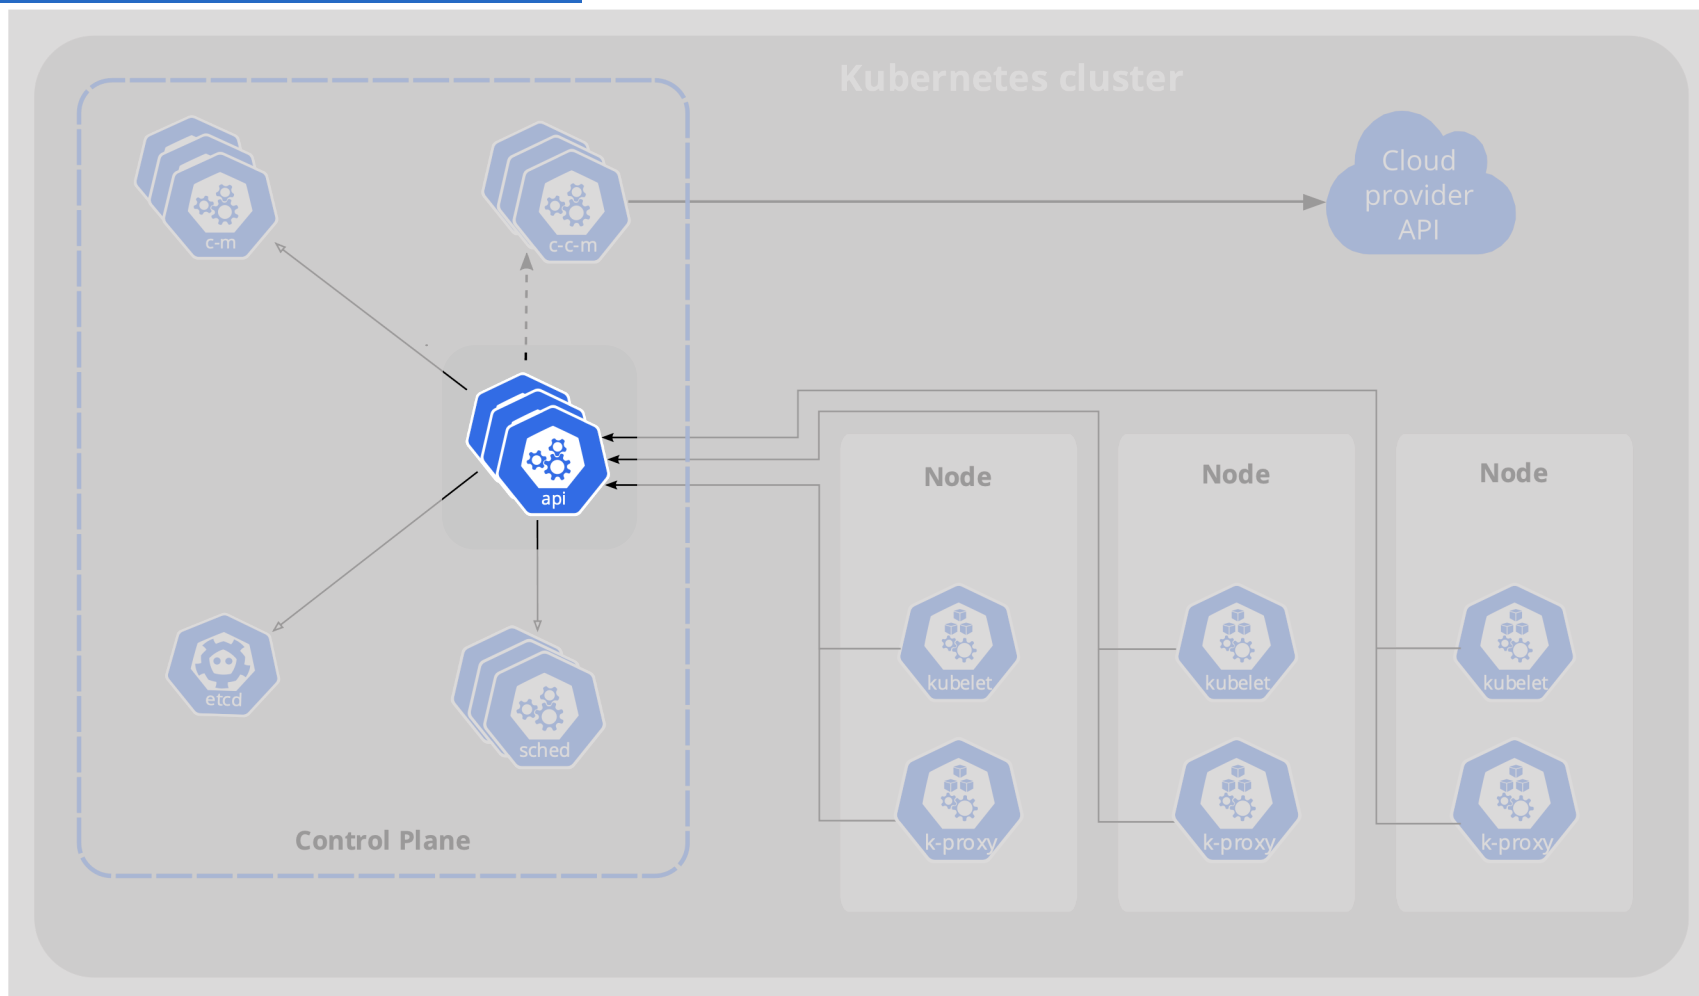 Kubernetes cluster
c-m
c-c-m
Cloud
provider
API
api
etcd
sched
Control Plane
Node
kubelet
k-proxy
Node
kubelet
k-proxy
Node
kubelet
k-proxy